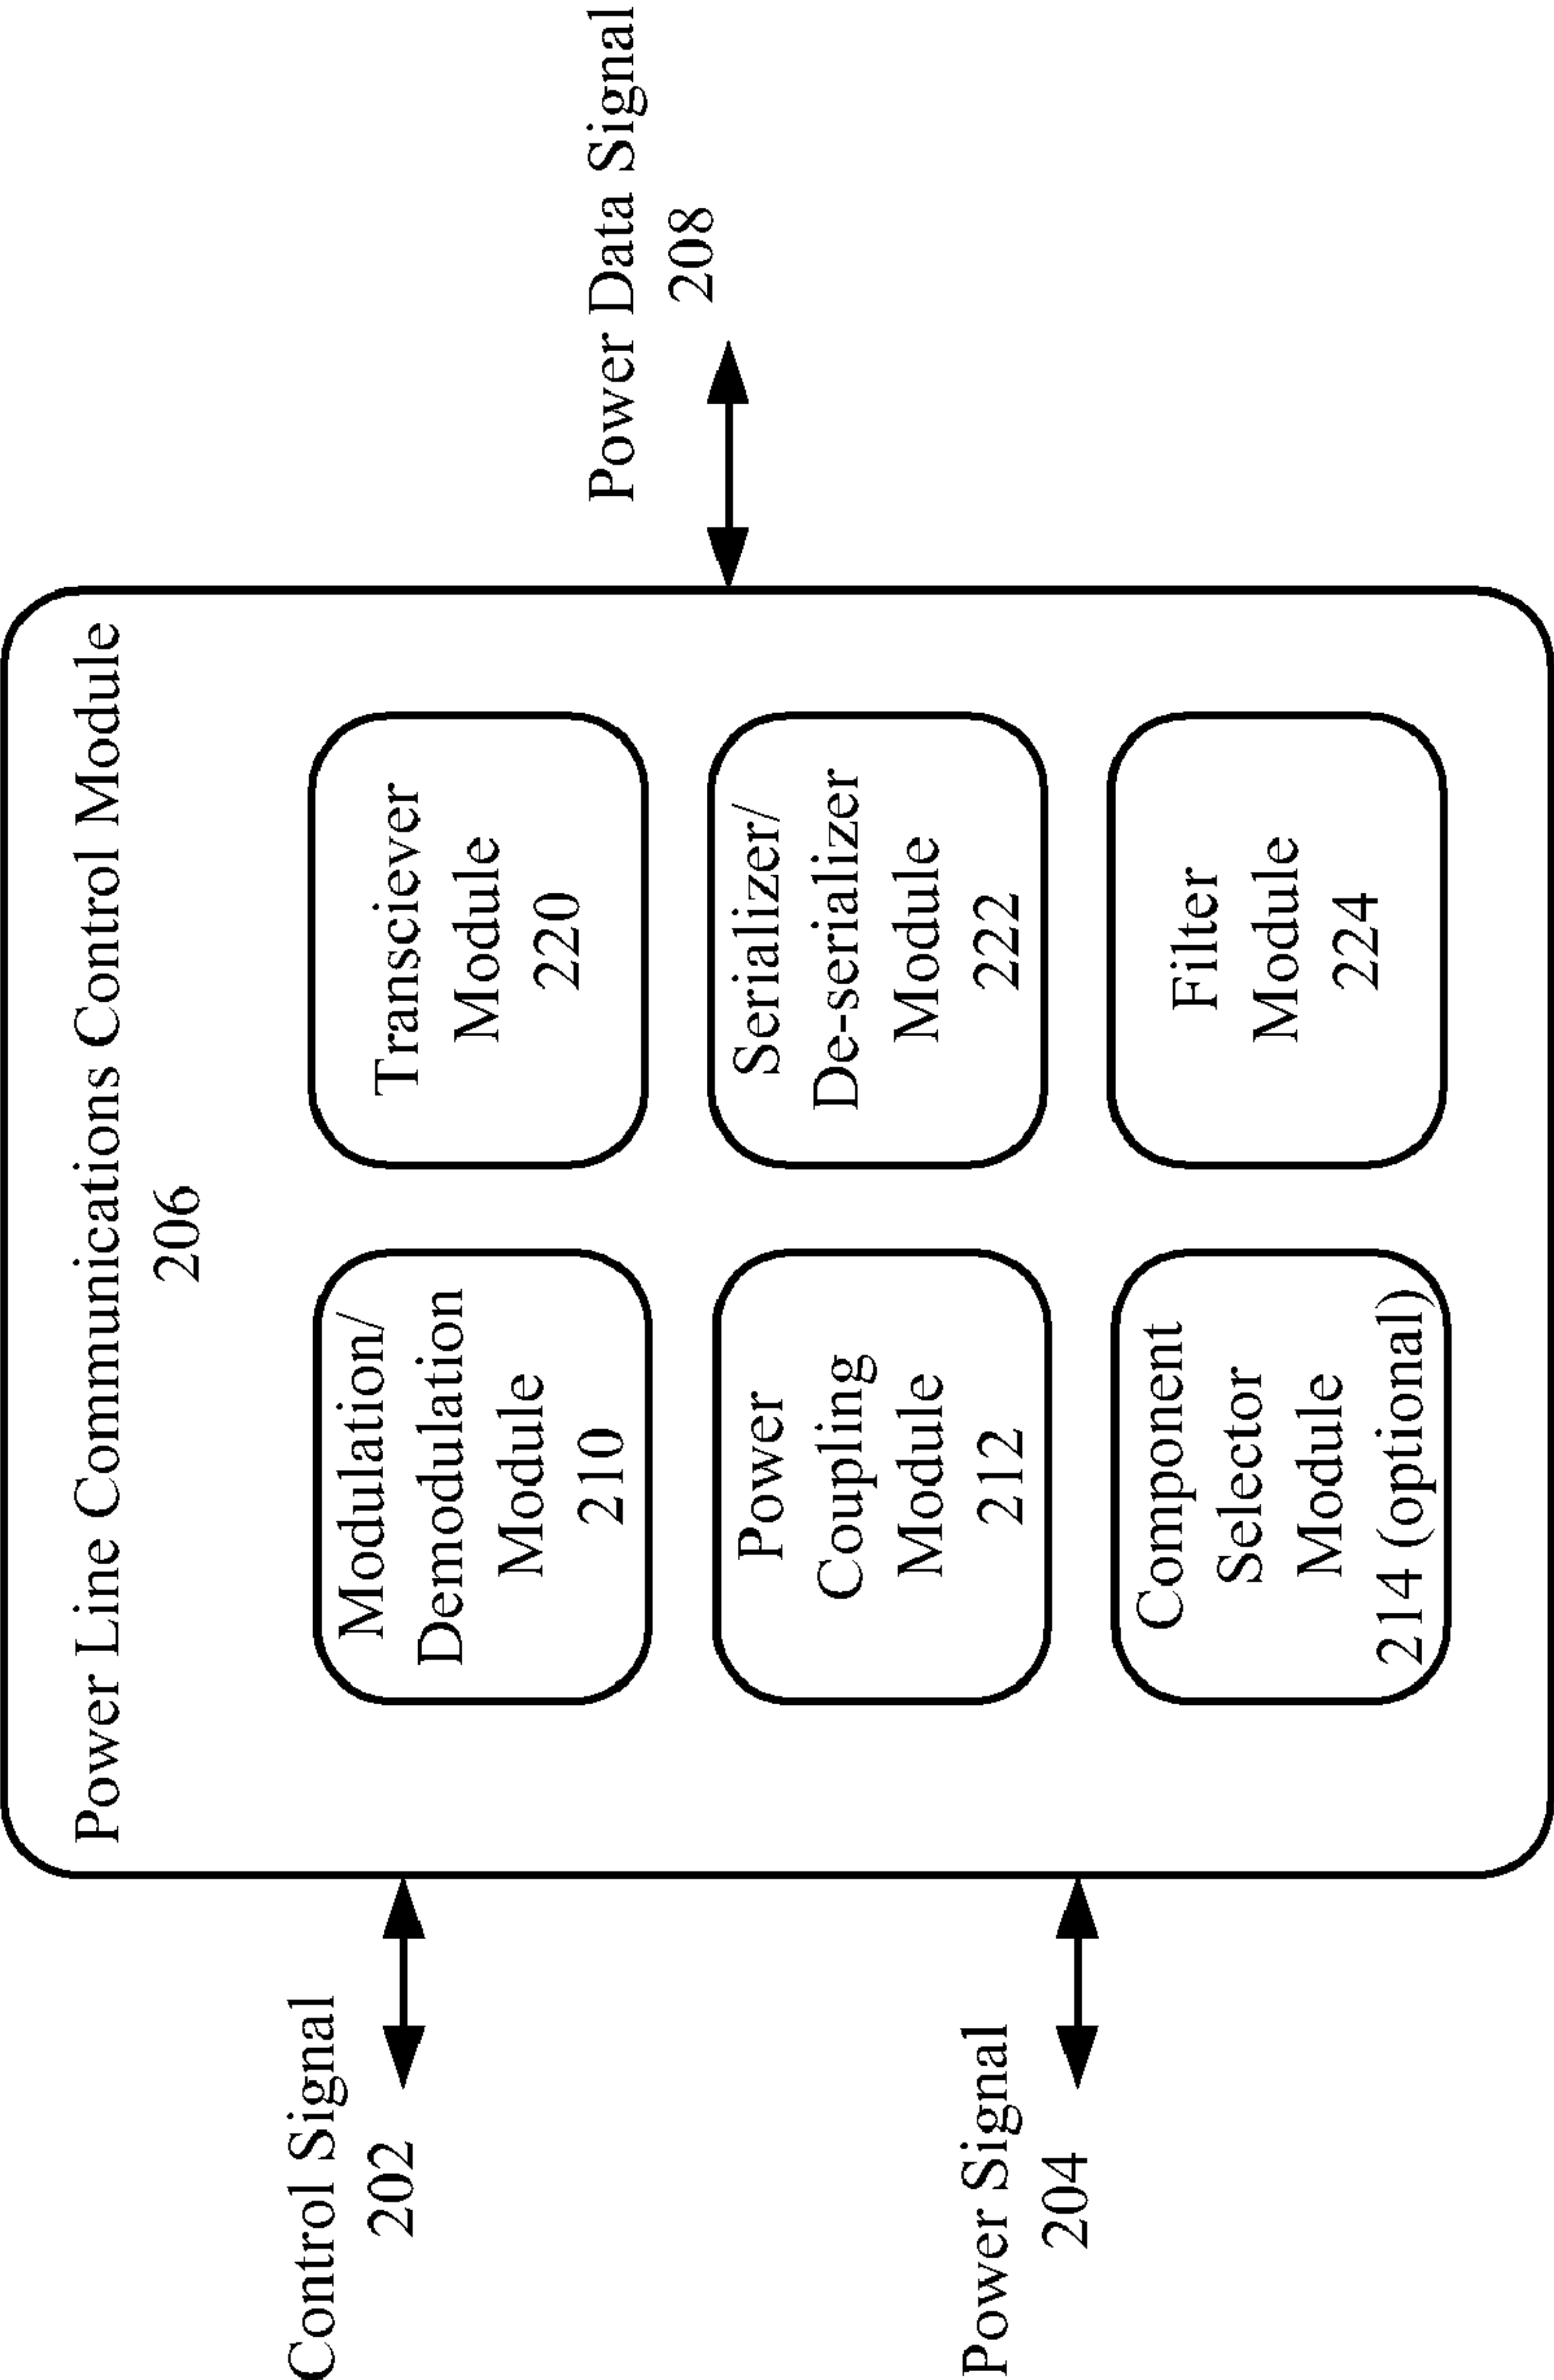 Power Line Communications Control Module
206
Control Signal
202
Power Signal
204
Modulation/
Demodulation
Module
210
Power
Coupling
Module
212
Component
Selector
Module
214 (optional)
Transciever
Module
220
Serializer/
De-serializer
Module
222
Filter
Module
224
Power Data Signal
208